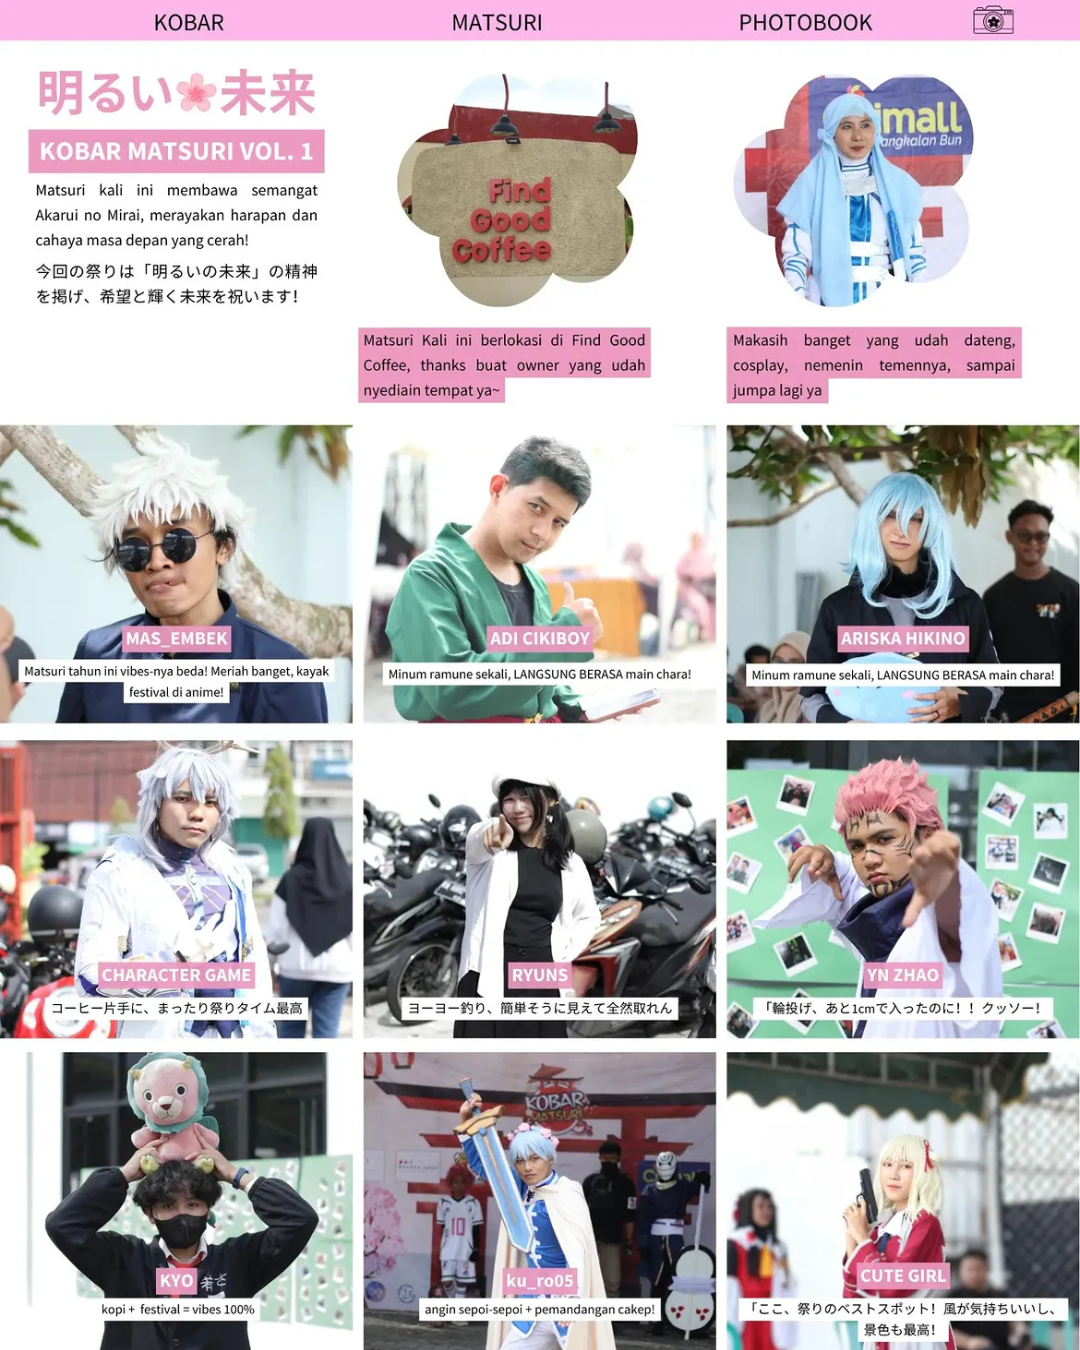 KOBAR
MATSURI
PHOTOBOOK
明るい未来
KOBAR MATSURI VOL. 1
Matsuri kali ini membawa semangat
Akarui no Mirai, merayakan harapan dan
cahaya masa depan yang cerah!
今回の祭りは「明るいの未来」の精神
を掲げ、希望と輝く未来を祝います!
Find
Good
Coffee
imall
angkalan Bun
Matsuri Kali ini berlokasi di Find Good
Coffee, thanks buat owner yang udah
nyediain tempat ya~
Makasih banget yang udah dateng,
cosplay, nemenin temennya, sampai
jumpa lagi ya
MAS_EMBEK
Matsuri tahun ini vibes-nya beda! Meriah banget, kayak
festival di anime!
ADI CIKIBOY
Minum ramune sekali, LANGSUNG BERASA main chara!
ARISKA HIKINO
Minum ramune sekali, LANGSUNG BERASA main chara!
CHARACTER GAME
コーヒー片手に、まったり祭りタイム最高
RYUNS
ヨーヨー釣り、簡単そうに見えて全然取れん
YN ZHAO
「輪投げ、あと1cmで入ったのに！！クッソー!
KYO
kopi + festival = vibes 100%
KOBAR
MATSURI
10
ku_ro05
angin sepoi-sepoi + pemandangan cakep!
CUTE GIRL
「ここ、祭りのベストスポット！風が気持ちいいし、
景色も最高!